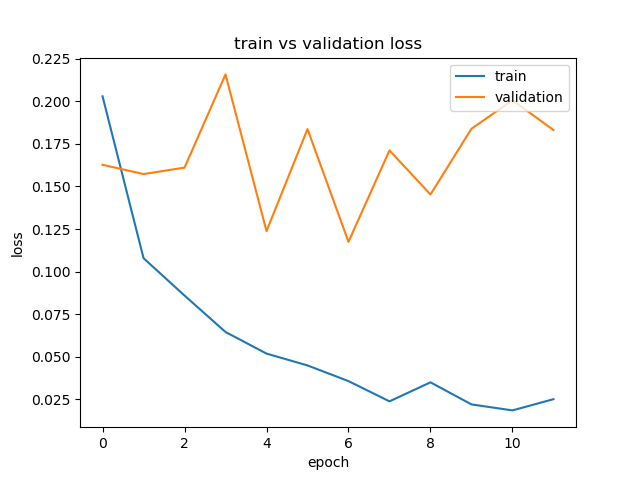 train vs validation loss
train
validation
0.225
0.200
0.175
0.150
0.125
0.100
0.075
0.050
0.025
loss
0 2 4 6 8 10
epoch